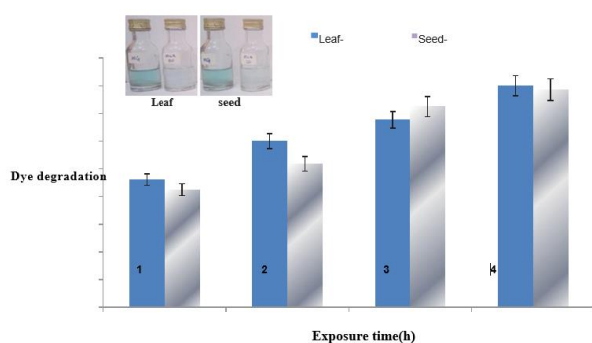 Leaf-
Seed-
Leaf
seed
Dye degradation
1
2
3
4
Exposure time(h)